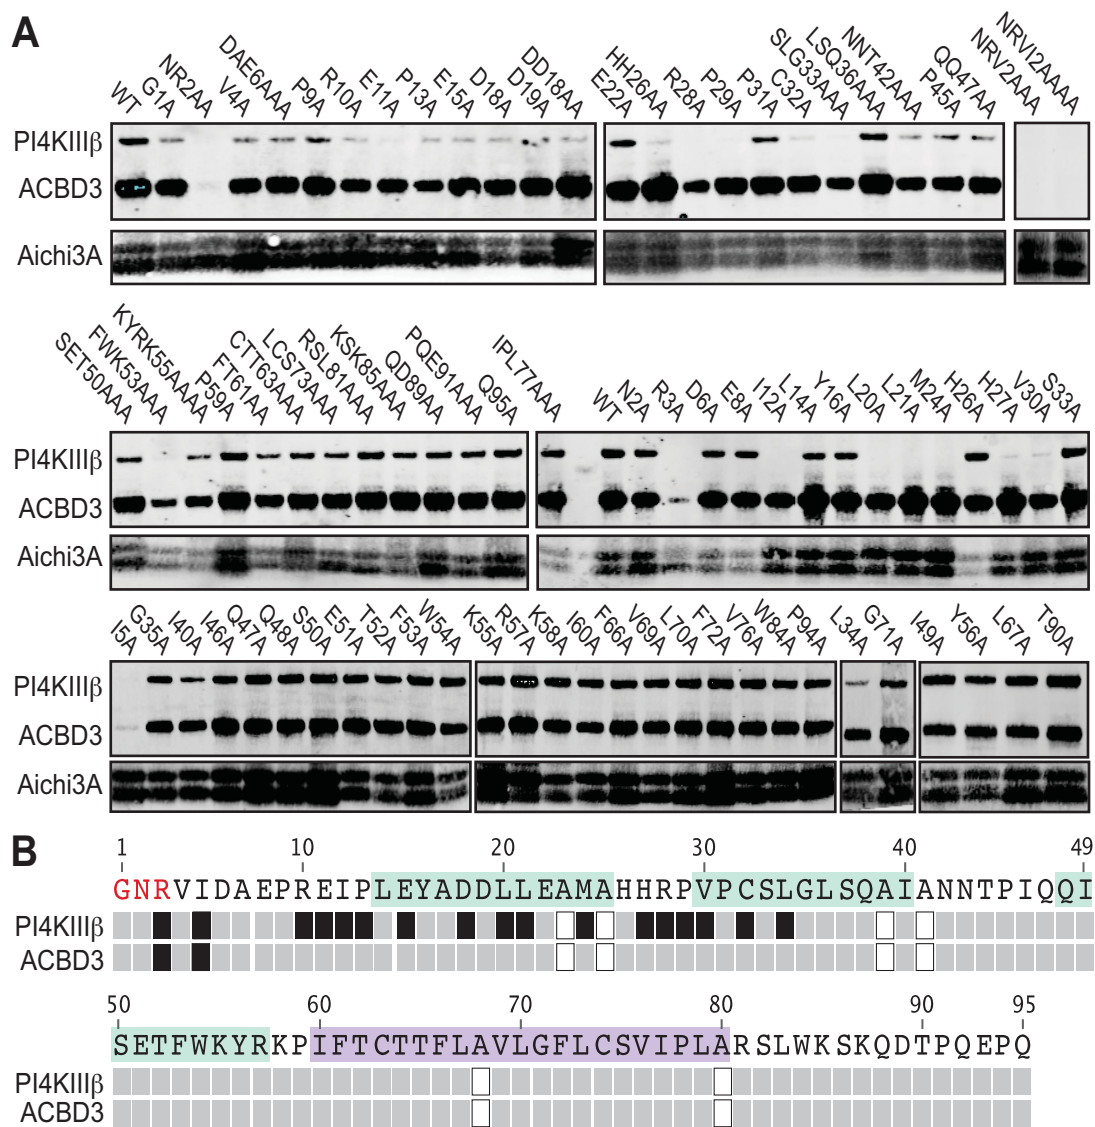 A
WT G1A NR2AA V4A DAE6AAA P9A R10A E11A P13A E15A D18A D19A DD18AA E22A HH26AA R28A P29A P31A C32A SLG33AAA LSQ36AAA NNT42AAA P45A QQ47AA NRV2AAA NRVI2AAAA
PI4KIIIβ
ACBD3
Aichi3A
SET50AAA FWK53AAA KYRK55AAAA P59A FT61AA CTT63AAA LCS73AAA RSL81AAA KSK85AAA QD89AA PQE91AAA Q95A IPL77AAA WT N2A R3A D6A E8A I12A L14A Y16A L20A L21A M24A H26A H27A V30A S33A
PI4KIIIβ
ACBD3
Aichi3A
I5A G35A I40A I46A Q47A Q48A S50A E51A T52A F53A W54A K55A R57A K58A I60A F66A V69A L70A F72A V76A W84A P94A L34A G71A I49A Y56A L67A T90A
PI4KIIIβ
ACBD3
Aichi3A
B
1 10 20 30 40 49
GNRVIDAEPREIPLEYADDLLEAMAHHRPVPCSLGLSQAIANNTPIQQI
PI4KIIIβ
ACBD3
50 60 70 80 90 95
SETFWKYRKPIFTCTTFLAVLGFLCSVIPLARSLWKSKQDTPQEPQ
PI4KIIIβ
ACBD3